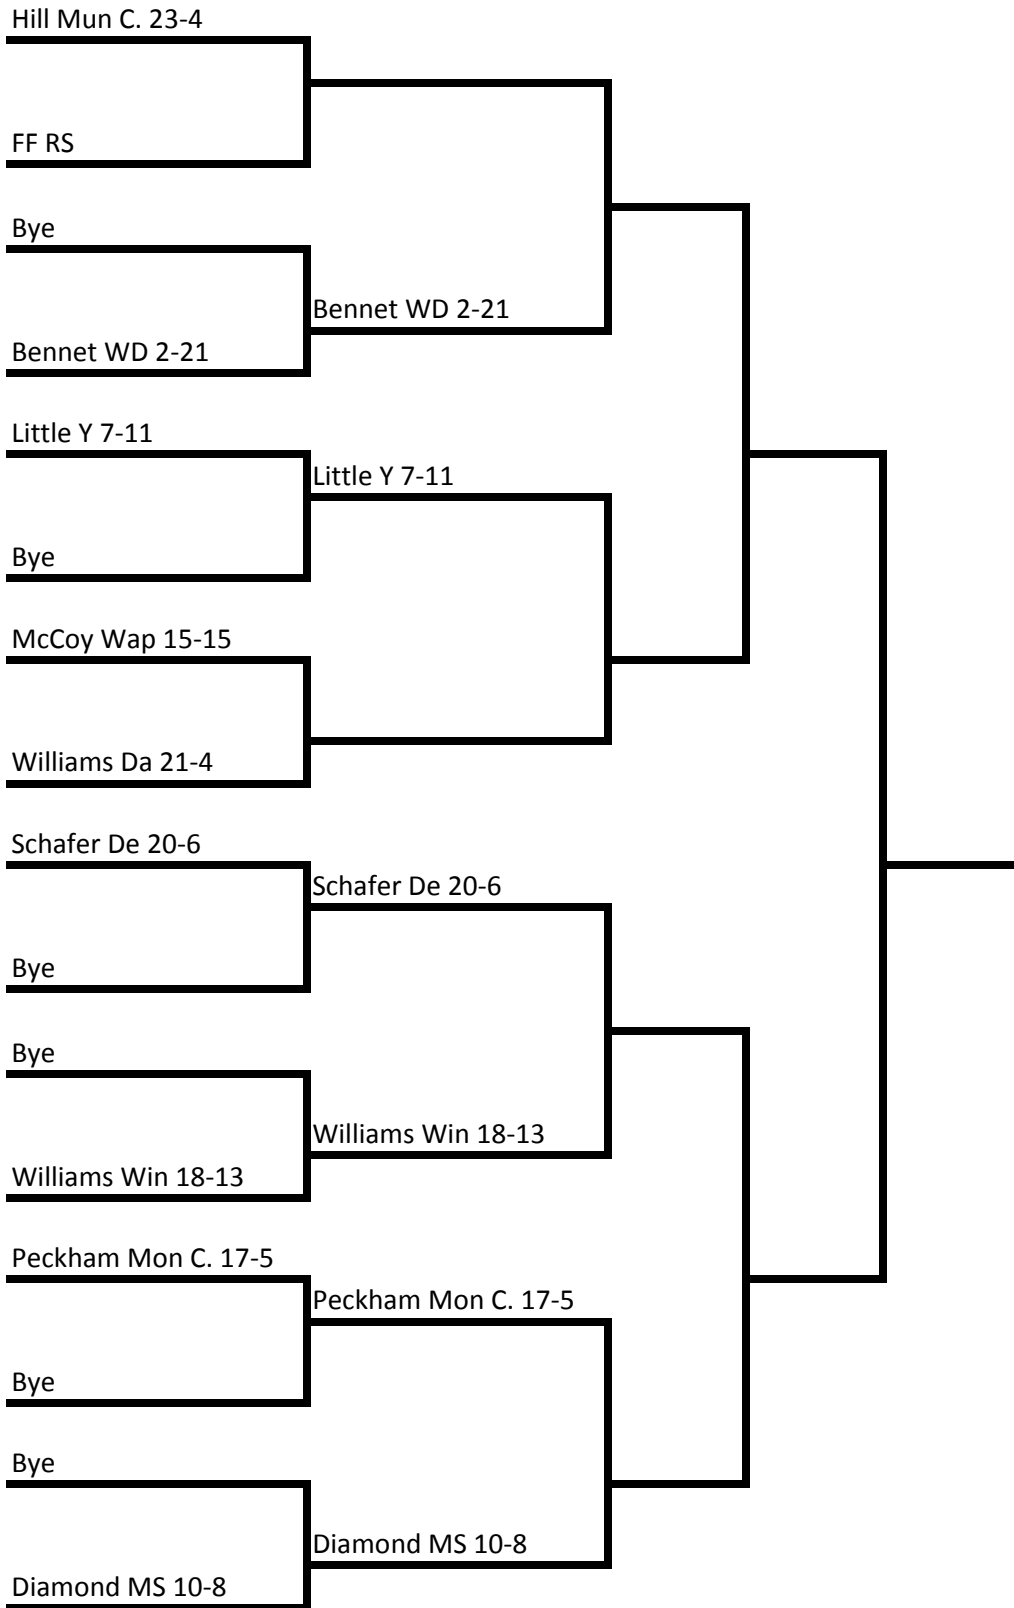 Hill Mun C. 23-4
FF RS
Bye
Bennet WD 2-21
Bennet WD 2-21
Little Y 7-11
Little Y 7-11
Bye
McCoy Wap 15-15
Williams Da 21-4
Schafer De 20-6
Schafer De 20-6
Bye
Bye
Williams Win 18-13
Williams Win 18-13
Peckham Mon C. 17-5
Peckham Mon C. 17-5
Bye
Bye
Diamond MS 10-8
Diamond MS 10-8